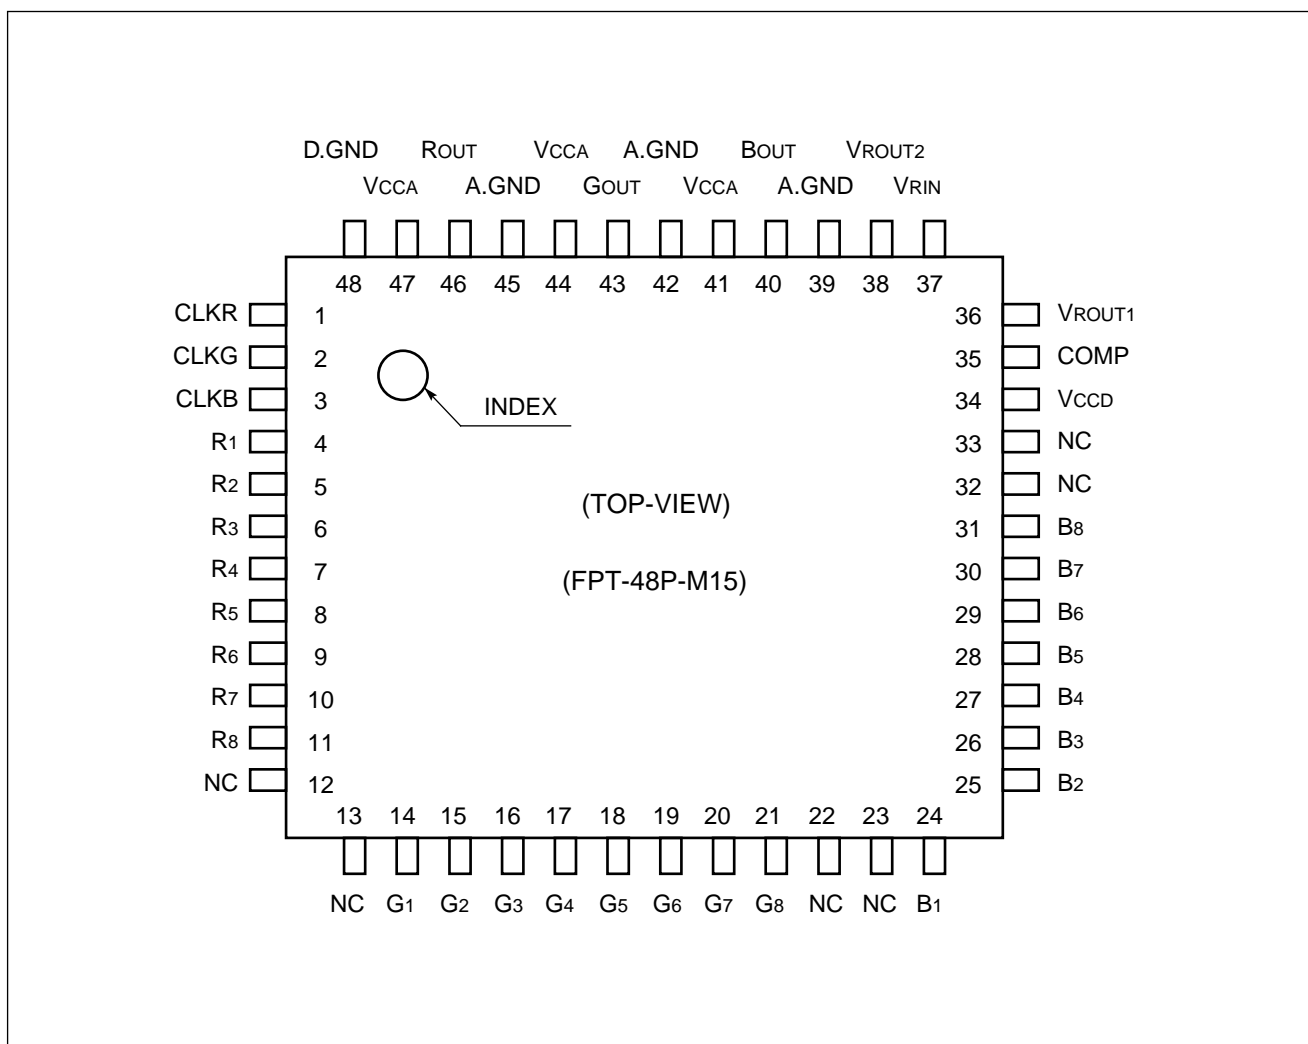 D.GND ROUT VCCA A.GND BOUT VROUT2
VCCA A.GND GOUT VCCA A.GND VRIN
48 47 46 45 44 43 42 41 40 39 38 37
CLKR 1 36 VROUT1
CLKG 2 35 COMP
CLKB 3 34 VCCD
INDEX
R1 4 33 NC
R2 5 32 NC
(TOP-VIEW)
R3 6 31 B8
R4 7 30 B7
(FPT-48P-M15)
R5 8 29 B6
R6 9 28 B5
R7 10 27 B4
R8 11 26 B3
NC 12 25 B2
13 14 15 16 17 18 19 20 21 22 23 24
NC G1 G2 G3 G4 G5 G6 G7 G8 NC NC B1